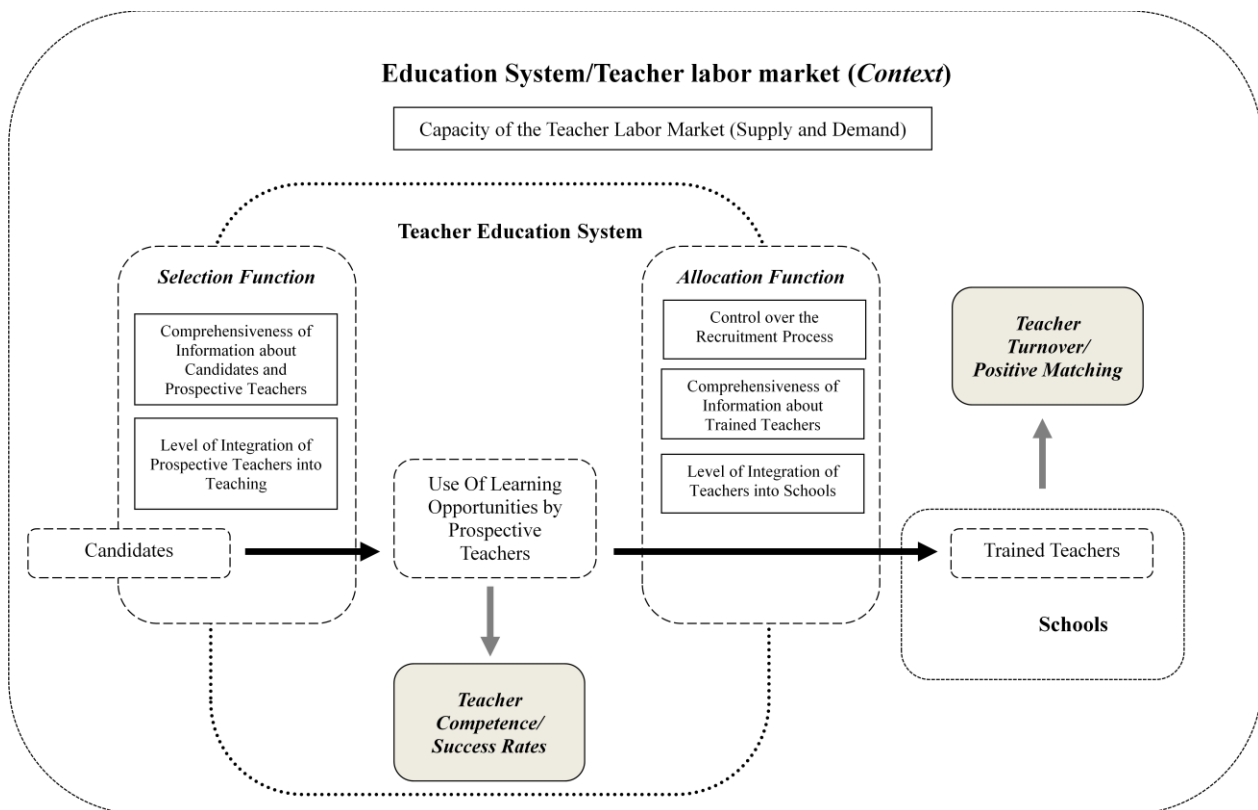 Education System/Teacher labor market (Context)
Capacity of the Teacher Labor Market (Supply and Demand)
Teacher Education System
Selection Function
Comprehensiveness of
Information about
Candidates and
Prospective Teachers
Level of Integration of
Prospective Teachers into
Teaching
Candidates
Use Of Learning
Opportunities by
Prospective
Teachers
Teacher
Competence/
Success Rates
Allocation Function
Control over the
Recruitment Process
Comprehensiveness of
Information about
Trained Teachers
Level of Integration of
Teachers into Schools
Teacher
Turnover/
Positive Matching
Trained Teachers
Schools